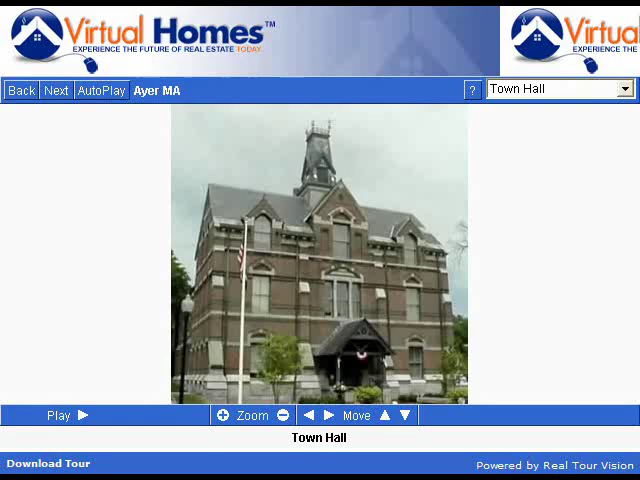 Virtual Homes™
EXPERIENCE THE FUTURE OF REAL ESTATE TODAY.
Virtua
EXPERIENCE THE
Back Next AutoPlay Ayer MA ? Town Hall
Play Zoom Move
Town Hall
Download Tour Powered by Real Tour Vision